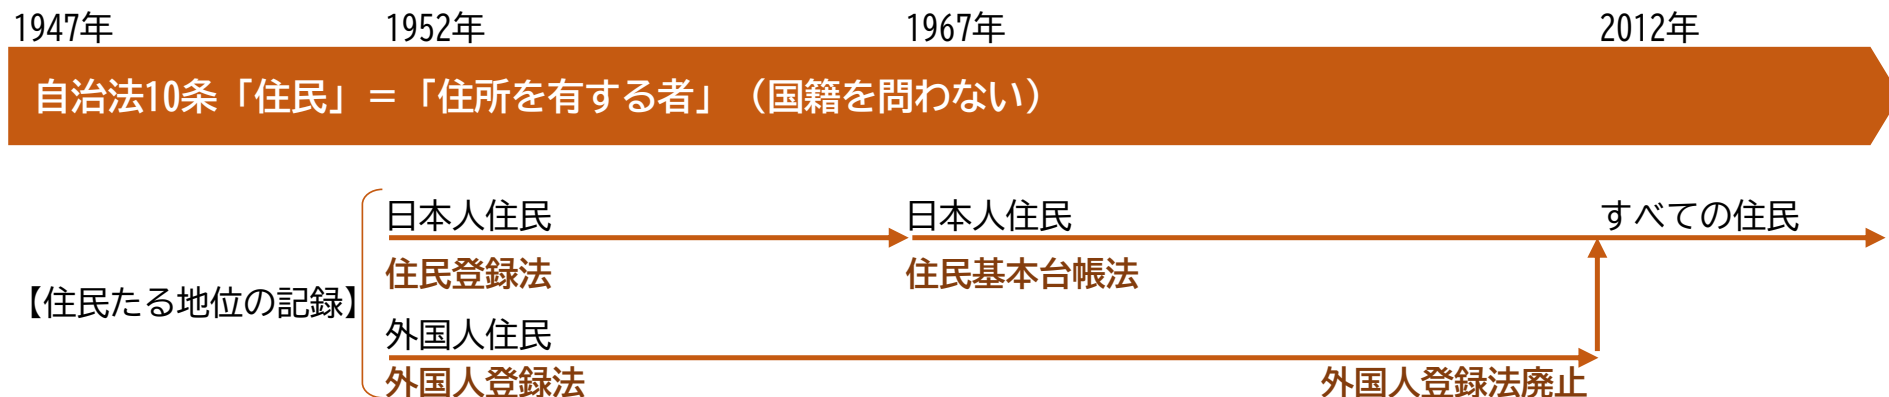 1947年 1952年 1967年 2012年
自治法10条「住民」＝「住所を有する者」（国籍を問わない）
日本人住民 日本人住民 すべての住民
住民登録法 住民基本台帳法
【住民たる地位の記録】
外国人住民
外国人登録法 外国人登録法廃止